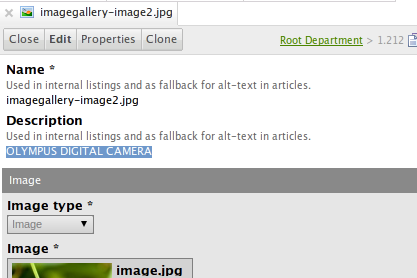 imagegallery-image2.jpg
Close Edit Properties Clone Root Department > 1.212
Name *
Used in internal listings and as fallback for alt-text in articles.
imagegallery-image2.jpg
Description
Used in internal listings and as fallback for alt-text in articles.
OLYMPUS DIGITAL CAMERA
Image
Image type *
Image
Image *
image.jpg